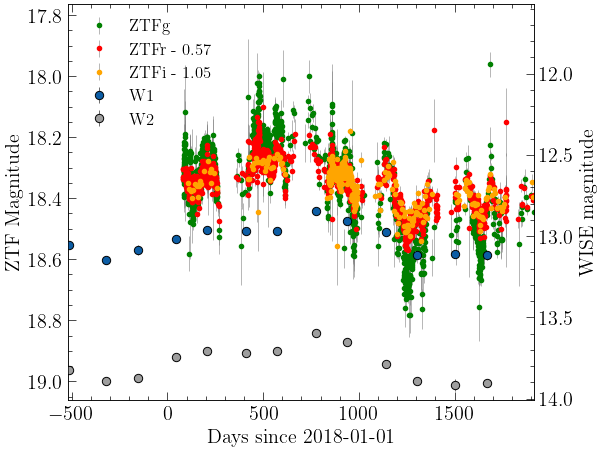 ZTFg
ZTFr - 0.57
ZTFi - 1.05
W1
W2
17.8
18.0
18.2
18.4
18.6
18.8
19.0
ZTF Magnitude
12.0
12.5
13.0
13.5
14.0
WISE magnitude
−500
0
500
1000
1500
Days since 2018-01-01